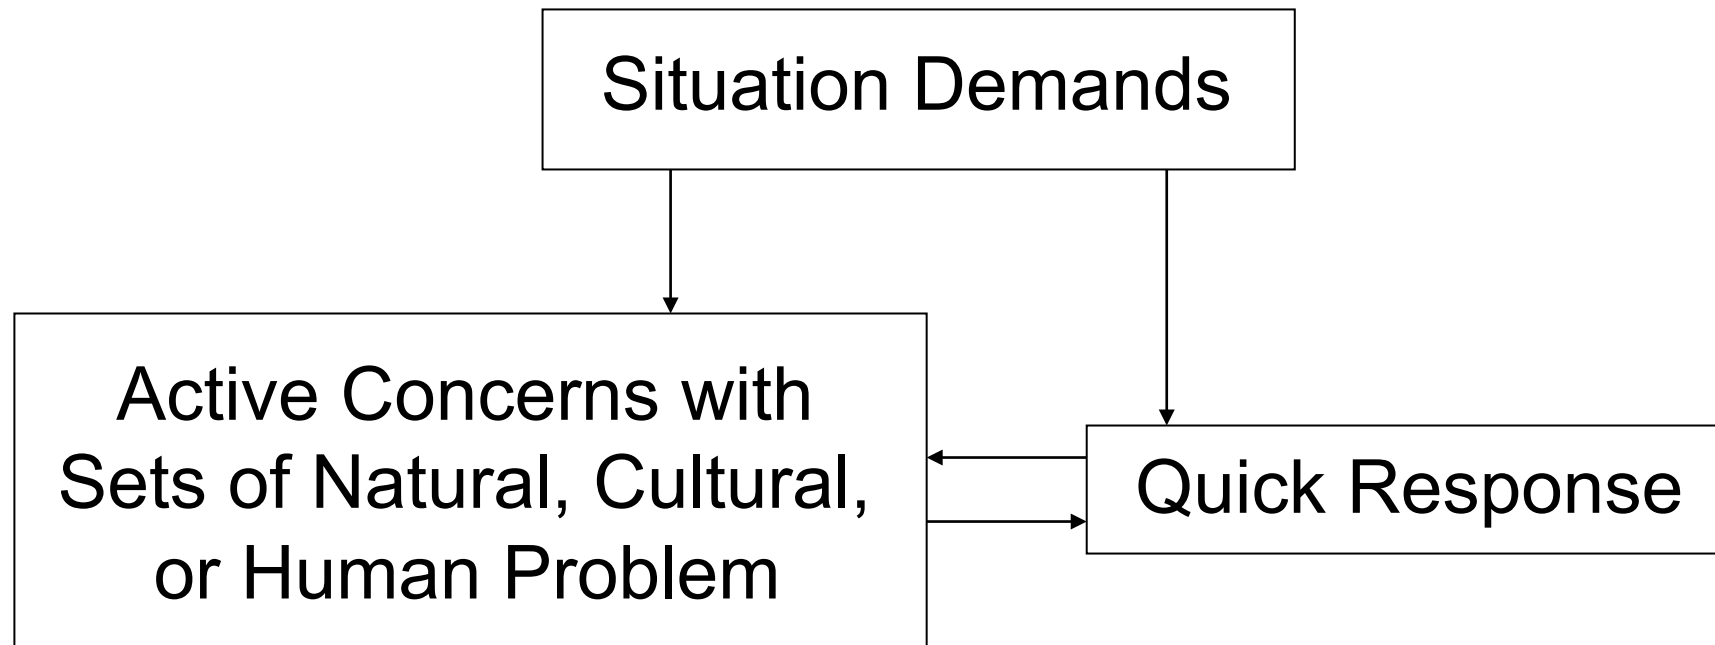 Situation Demands
Active Concerns with
Sets of Natural, Cultural,
or Human Problem
Quick Response